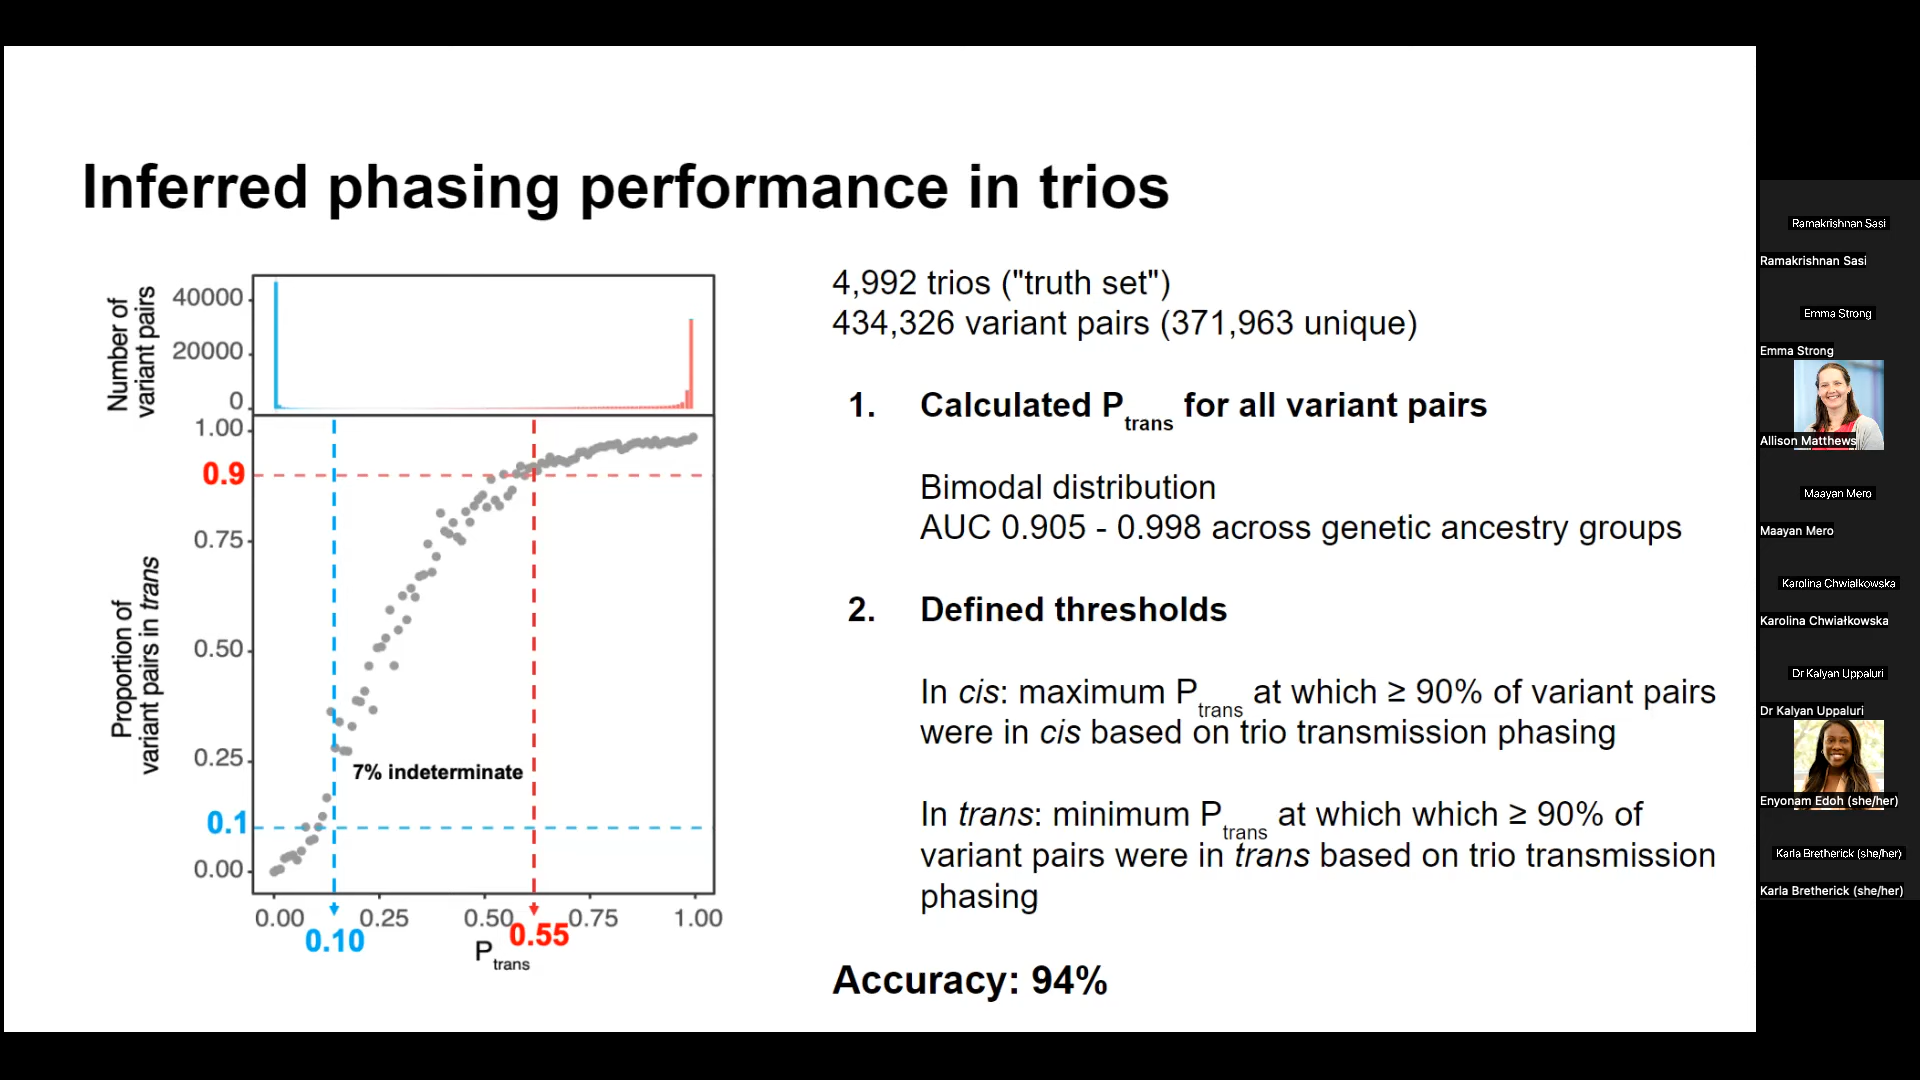 Inferred phasing performance in trios
Number of
variant pairs
40000
20000
0
1.00
0.9
0.75
0.50
0.25
0.1
0.00
Proportion of
variant pairs in trans
7% indeterminate
0.00
0.25
0.50
0.75
1.00
0.10
0.55
Ptrans
4,992 trios ("truth set")
434,326 variant pairs (371,963 unique)
1. Calculated Ptrans for all variant pairs
Bimodal distribution
AUC 0.905 - 0.998 across genetic ancestry groups
2. Defined thresholds
In cis: maximum Ptrans at which ≥ 90% of variant pairs
were in cis based on trio transmission phasing
In trans: minimum Ptrans at which which ≥ 90% of
variant pairs were in trans based on trio transmission
phasing
Accuracy: 94%
Ramakrishnan Sasi
Ramakrishnan Sasi
Emma Strong
Emma Strong
Allison Matthews
Maayan Mero
Maayan Mero
Karolina Chwiałkowska
Karolina Chwiałkowska
Dr Kalyan Uppaluri
Dr Kalyan Uppaluri
Enyonam Edoh (she/her)
Karla Bretherick (she/her)
Karla Bretherick (she/her)